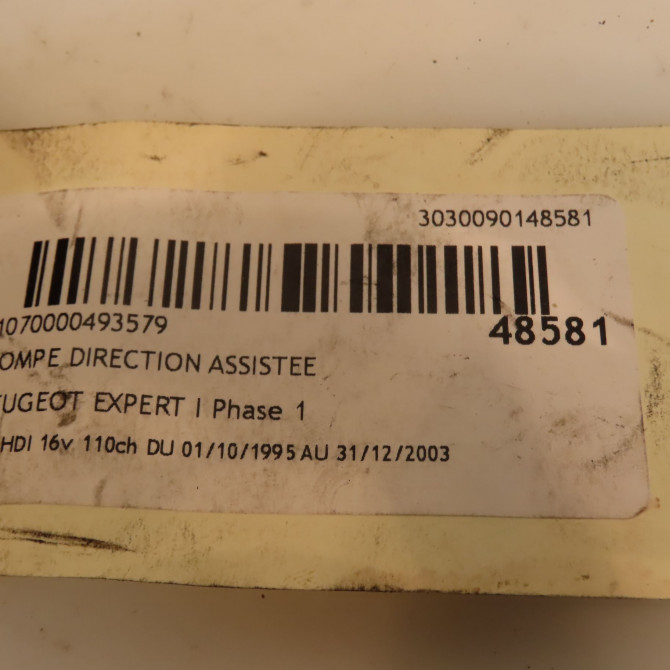 3030090148581
1070000493579
48581
OMPE DIRECTION ASSISTEE
UGEOT EXPERT I Phase 1
HDI 16v 110ch DU 01/10/1995 AU 31/12/2003